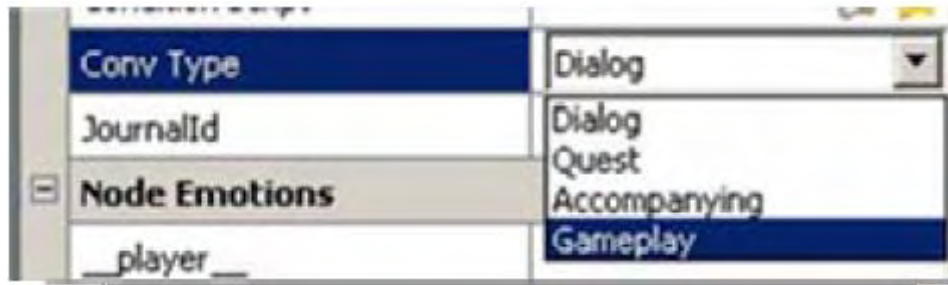 Conv Type Dialog
JournalId Dialog
Quest
Node Emotions Accompanying
Gameplay
__player__